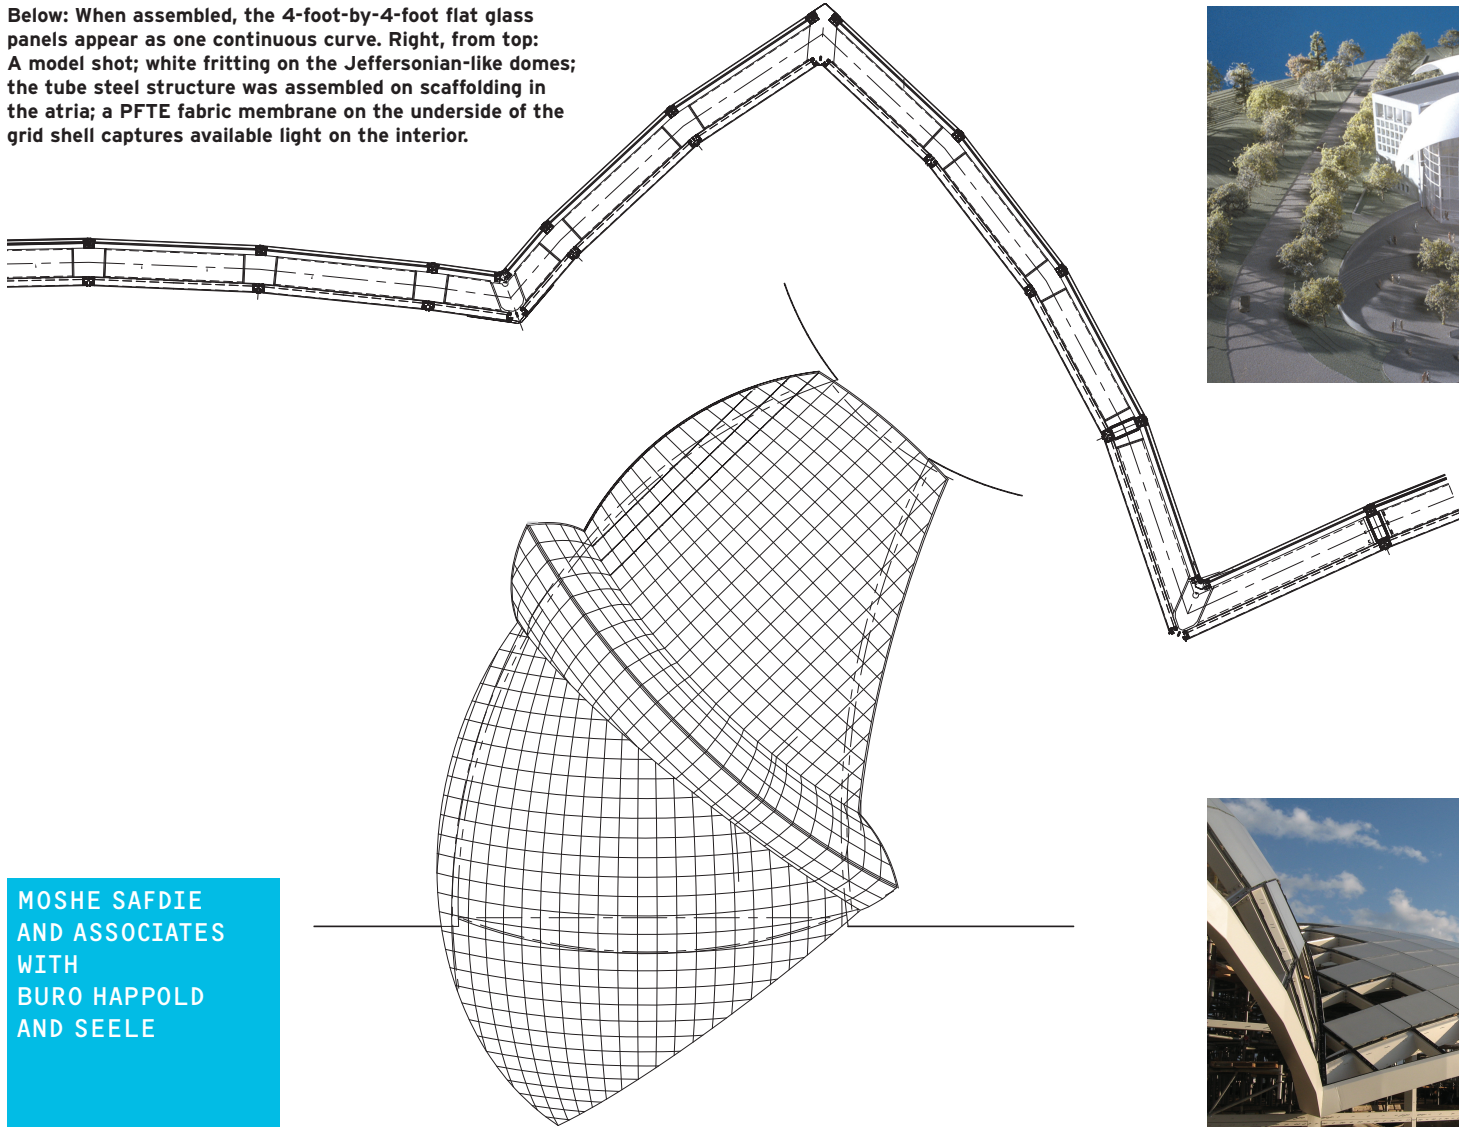 Below: When assembled, the 4-foot-by-4-foot flat glass
panels appear as one continuous curve. Right, from top:
A model shot; white fritting on the Jeffersonian-like domes;
the tube steel structure was assembled on scaffolding in
the atria; a PFTE fabric membrane on the underside of the
grid shell captures available light on the interior.
MOSHE SAFDIE
AND ASSOCIATES
WITH
BURO HAPPOLD
AND SEELE